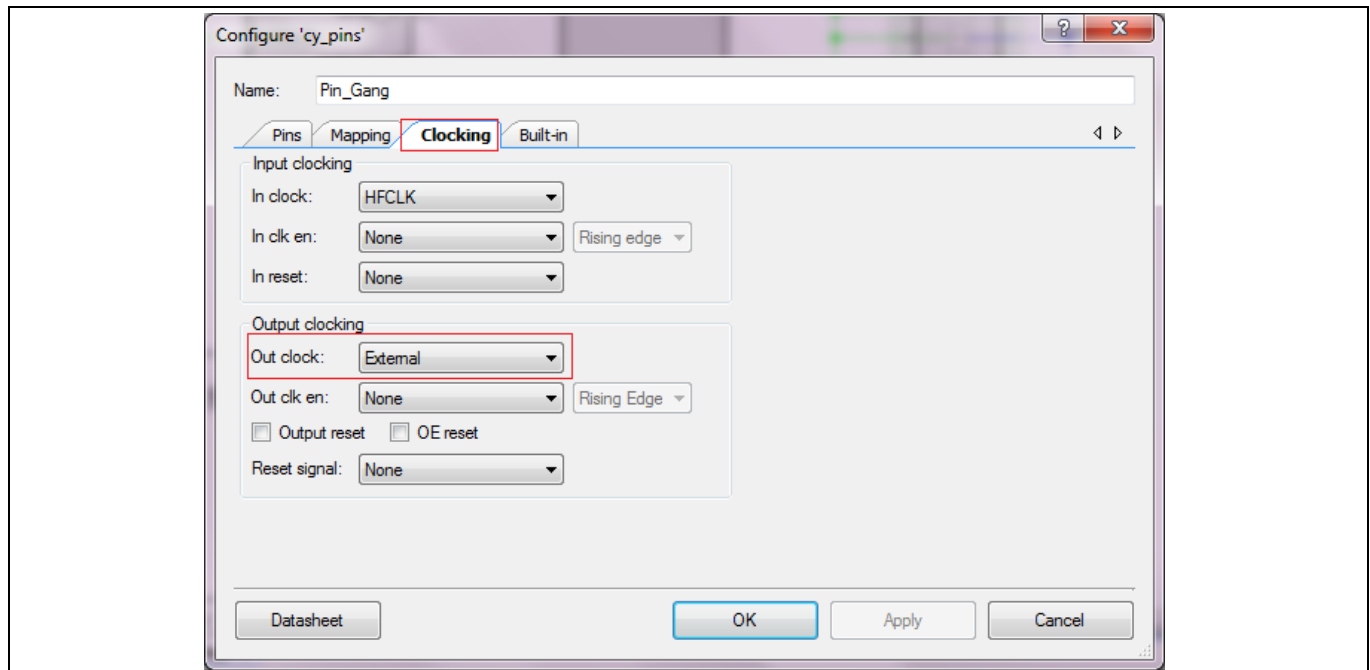 Configure 'cy_pins'
Name: Pin_Gang
Pins Mapping Clocking Built-in
Input clocking
In clock: HFCLK
In clk en: None Rising edge
In reset: None
Output clocking
Out clock: External
Out clk en: None Rising Edge
Output reset OE reset
Reset signal: None
Datasheet OK Apply Cancel